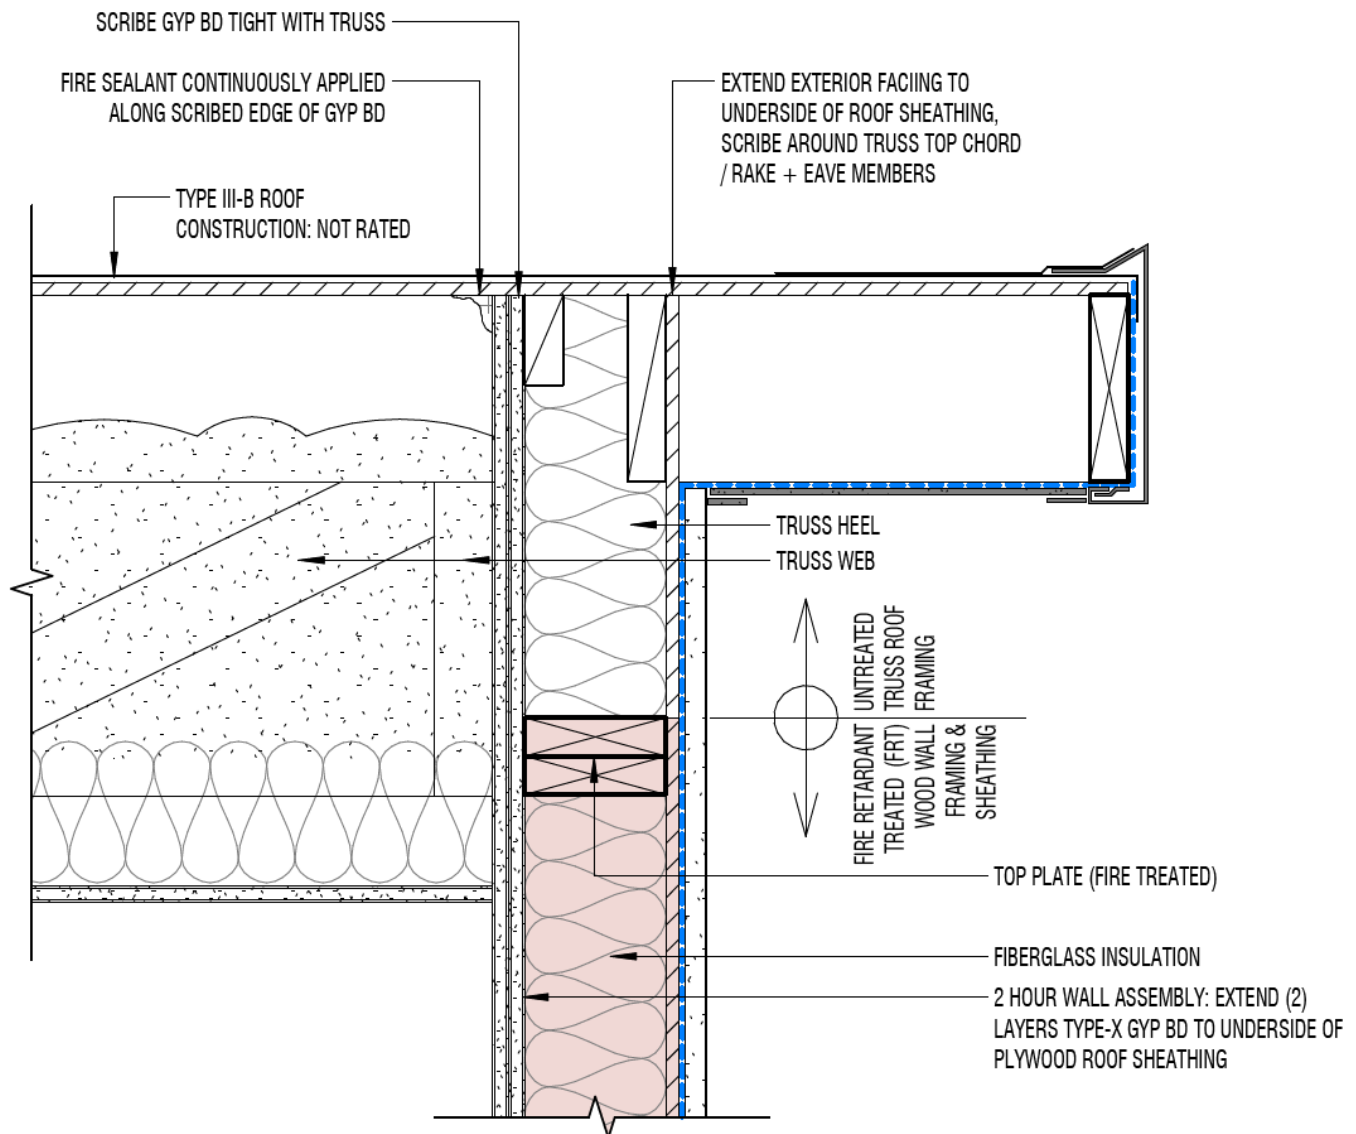 SCRIBE GYP BD TIGHT WITH TRUSS
FIRE SEALANT CONTINUOUSLY APPLIED
ALONG SCRIBED EDGE OF GYP BD
EXTEND EXTERIOR FACIING TO
UNDERSIDE OF ROOF SHEATHING,
SCRIBE AROUND TRUSS TOP CHORD
/ RAKE + EAVE MEMBERS
TYPE III-B ROOF
CONSTRUCTION: NOT RATED
TRUSS HEEL
TRUSS WEB
UNTREATED
TRUSS ROOF
FRAMING
FIRE RETARDANT
TREATED (FRT)
WOOD WALL
FRAMING &
SHEATHING
TOP PLATE (FIRE TREATED)
FIBERGLASS INSULATION
2 HOUR WALL ASSEMBLY: EXTEND (2)
LAYERS TYPE-X GYP BD TO UNDERSIDE OF
PLYWOOD ROOF SHEATHING